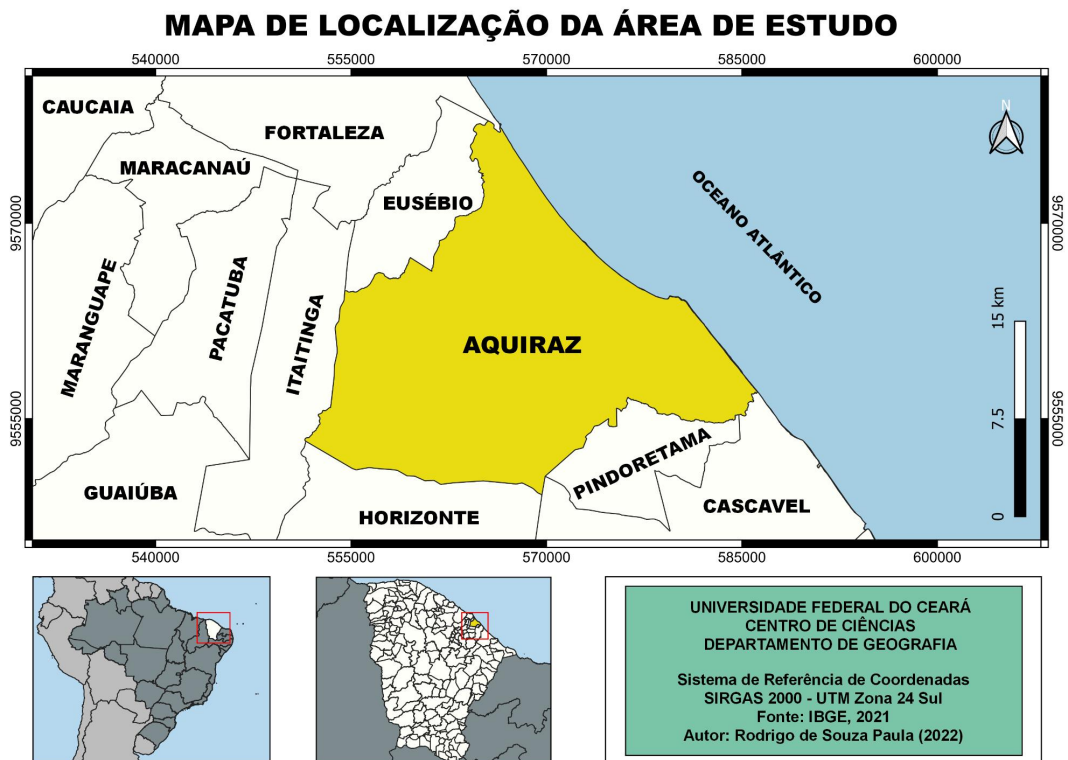 MAPA DE LOCALIZAÇÃO DA ÁREA DE ESTUDO
540000 555000 570000 585000 600000
CAUCAIA
FORTALEZA
N
MARACANAÚ
EUSÉBIO
OCEANO ATLÂNTICO
9570000
9570000
MARANGUAPE
PACATUBA
ITAITINGA
AQUIRAZ
15 km
7.5
0
9555000
9555000
PINDORETAMA
GUAIÚBA
HORIZONTE
CASCAVEL
540000 555000 570000 585000 600000
UNIVERSIDADE FEDERAL DO CEARÁ
CENTRO DE CIÊNCIAS
DEPARTAMENTO DE GEOGRAFIA
Sistema de Referência de Coordenadas
SIRGAS 2000 - UTM Zona 24 Sul
Fonte: IBGE, 2021
Autor: Rodrigo de Souza Paula (2022)